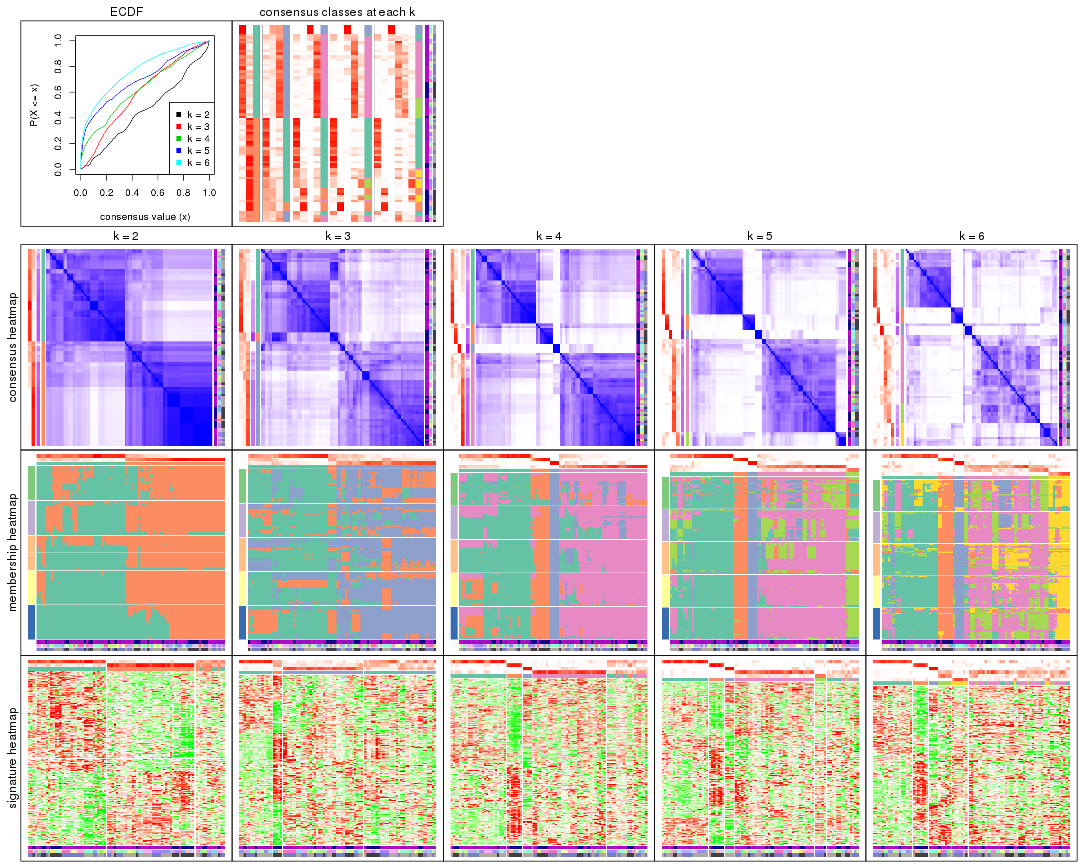 ECDF
consensus classes at each k
P(X <= x)
0.0 0.2 0.4 0.6 0.8 1.0
k = 2
k = 3
k = 4
k = 5
k = 6
0.0 0.2 0.4 0.6 0.8 1.0
consensus value (x)
k = 2
k = 3
k = 4
k = 5
k = 6
consensus heatmap
membership heatmap
signature heatmap